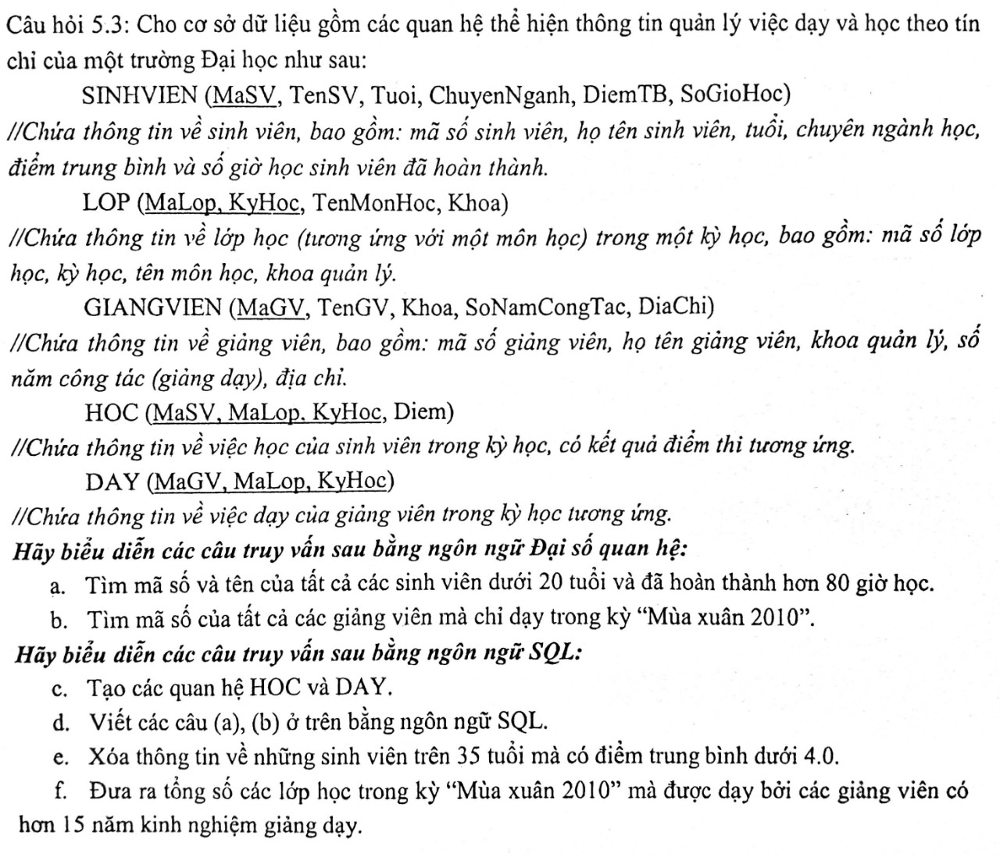 Câu hỏi 5.3: Cho cơ sở dữ liệu gồm các quan hệ thể hiện thông tin quản lý việc dạy và học theo tín
chỉ của một trường Đại học như sau:
SINHVIEN (MaSV, TenSV, Tuoi, ChuyenNganh, DiemTB, SoGioHoc)
//Chứa thông tin về sinh viên, bao gồm: mã số sinh viên, họ tên sinh viên, tuổi, chuyên ngành học,
điểm trung bình và số giờ học sinh viên đã hoàn thành.
LOP (MaLop, KyHoc, TenMonHoc, Khoa)
//Chứa thông tin về lớp học (tương ứng với một môn học) trong một kỳ học, bao gồm: mã số lớp
học, kỳ học, tên môn học, khoa quản lý.
GIANGVIEN (MaGV, TenGV, Khoa, SoNamCongTac, DiaChi)
//Chứa thông tin về giảng viên, bao gồm: mã số giảng viên, họ tên giảng viên, khoa quản lý, số
năm công tác (giảng dạy), địa chỉ.
HOC (MaSV, MaLop. KyHoc, Diem)
//Chứa thông tin về việc học của sinh viên trong kỳ học, có kết quả điểm thi tương ứng.
DAY (MaGV, MaLop, KyHoc)
//Chứa thông tin về việc dạy của giảng viên trong kỳ học tương ứng.
Hãy biểu diễn các câu truy vấn sau bằng ngôn ngữ Đại số quan hệ:
a. Tìm mã số và tên của tất cả các sinh viên dưới 20 tuổi và đã hoàn thành hơn 80 giờ học.
b. Tìm mã số của tất cả các giảng viên mà chỉ dạy trong kỳ “Mùa xuân 2010”.
Hãy biểu diễn các câu truy vấn sau bằng ngôn ngữ SQL:
c. Tạo các quan hệ HOC và DAY.
d. Viết các câu (a), (b) ở trên bằng ngôn ngữ SQL.
e. Xóa thông tin về những sinh viên trên 35 tuổi mà có điểm trung bình dưới 4.0.
f. Đưa ra tổng số các lớp học trong kỳ “Mùa xuân 2010” mà được dạy bởi các giảng viên có
hơn 15 năm kinh nghiệm giảng dạy.